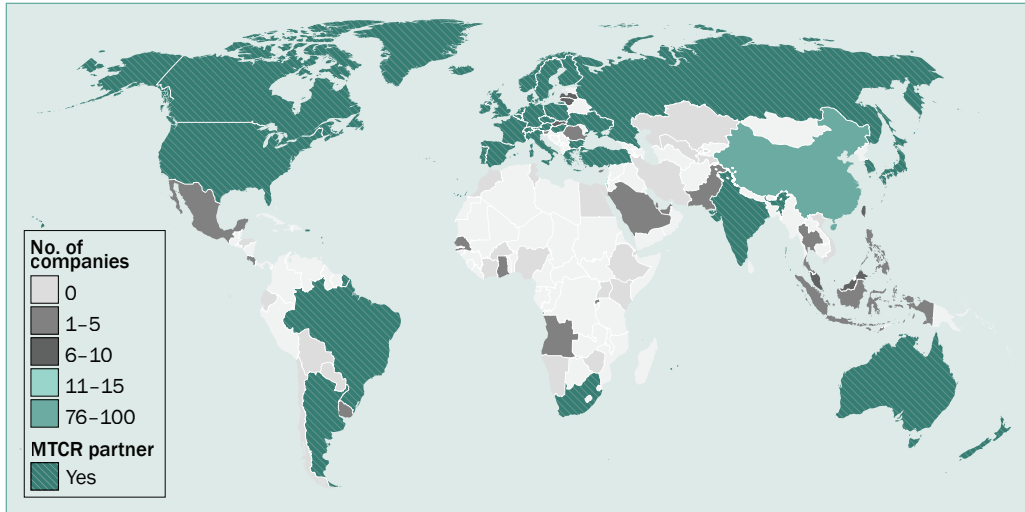 No. of
companies
0
1–5
6–10
11–15
76–100
MTCR partner
Yes